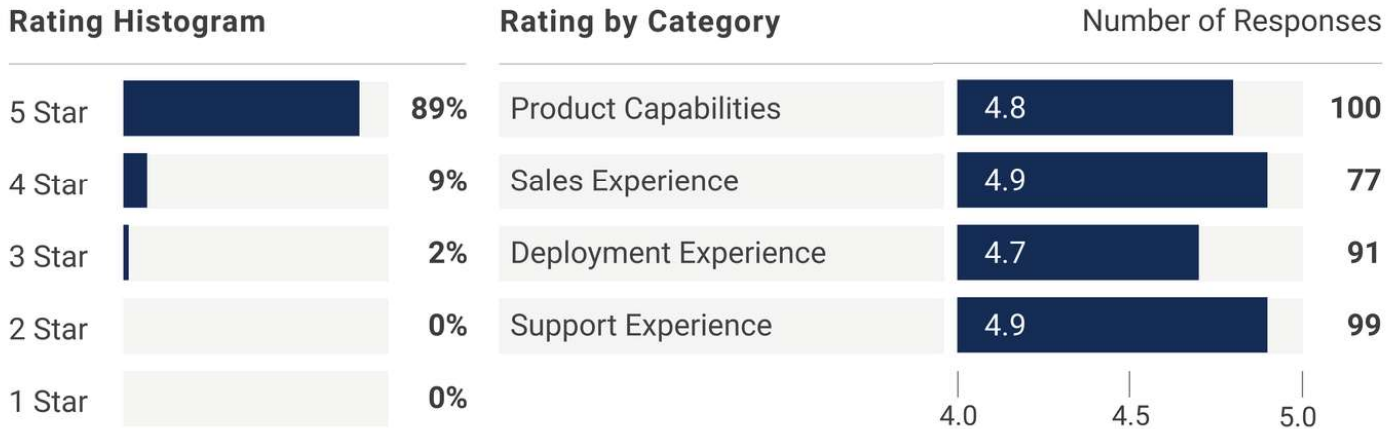 Rating Histogram
5 Star 89%
4 Star 9%
3 Star 2%
2 Star 0%
1 Star 0%
Rating by Category Number of Responses
Product Capabilities 4.8 100
Sales Experience 4.9 77
Deployment Experience 4.7 91
Support Experience 4.9 99
4.0 4.5 5.0